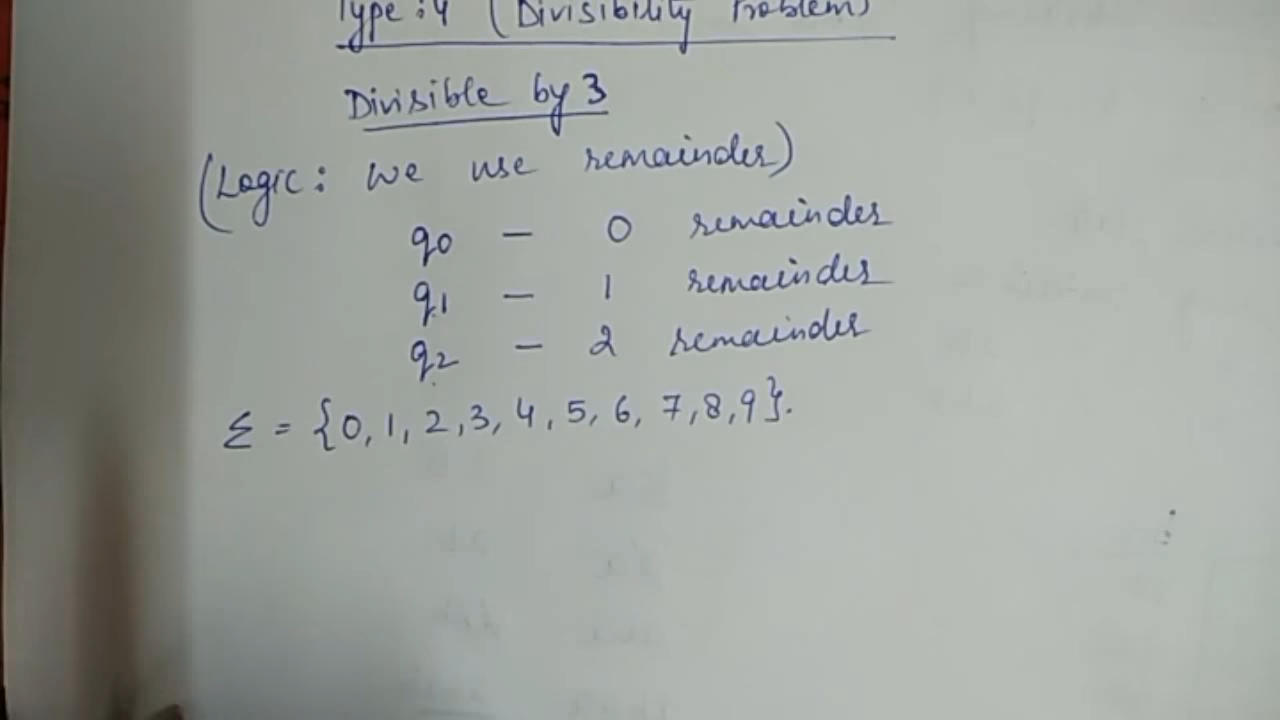 Type : 4 (Divisibility Problem)
Divisible by 3
(Logic : We use remainder)
q0 - 0 remainder
q1 - 1 remainder
q2 - 2 remainder
Σ = {0, 1, 2, 3, 4, 5, 6, 7, 8, 9}.